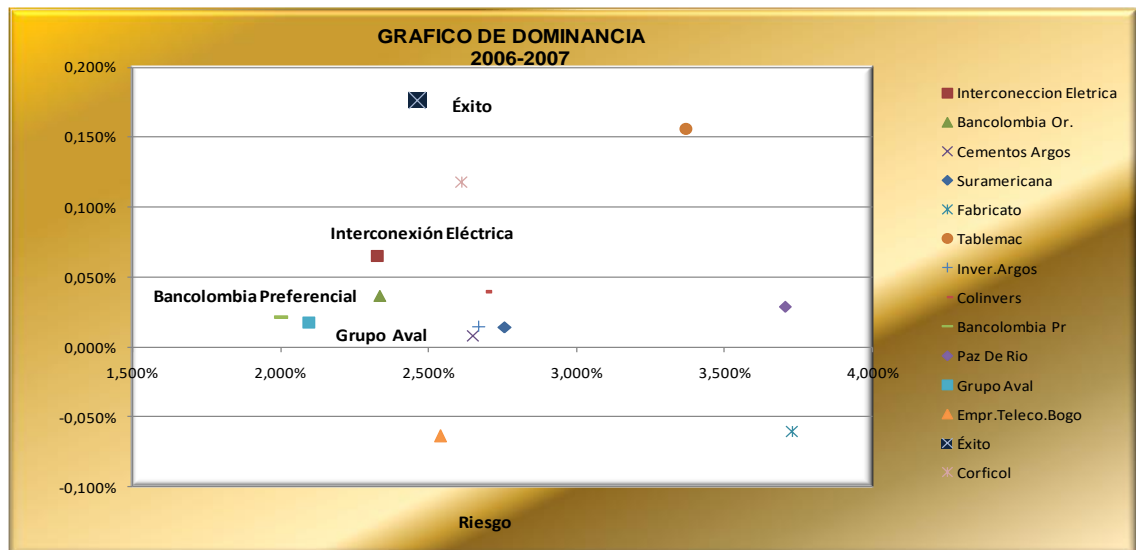 GRAFICO DE DOMINANCIA
2006-2007
0,200%
0,150%
0,100%
0,050%
0,000%
-0,050%
-0,100%
1,500%
2,000%
2,500%
3,000%
3,500%
4,000%
Éxito
Interconexión Eléctrica
Bancolombia Preferencial
Grupo Aval
Riesgo
Interconeccion Eletrica
Bancolombia Or.
Cementos Argos
Suramericana
Fabricato
Tablemac
Inver.Argos
Colinvers
Bancolombia Pr
Paz De Rio
Grupo Aval
Empr.Teleco.Bogo
Éxito
Corficol